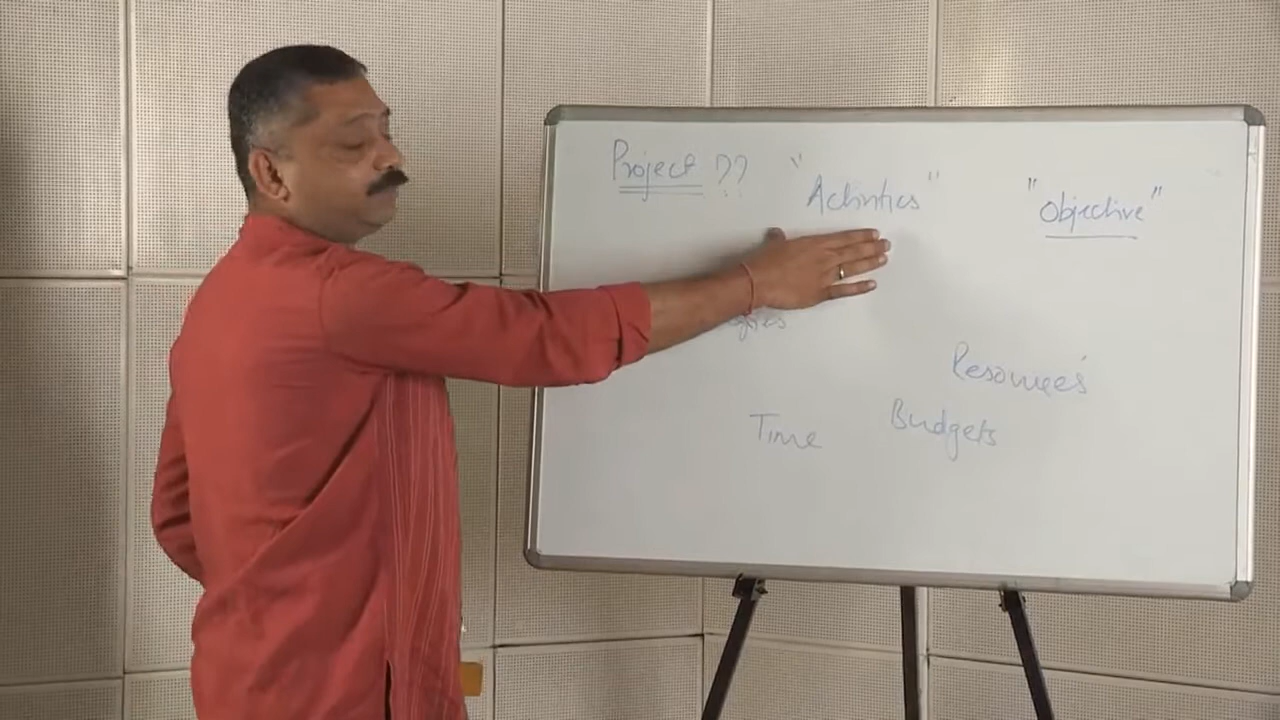 Project ??
"Activities"
"Objective"
Resources
Time
Budgets